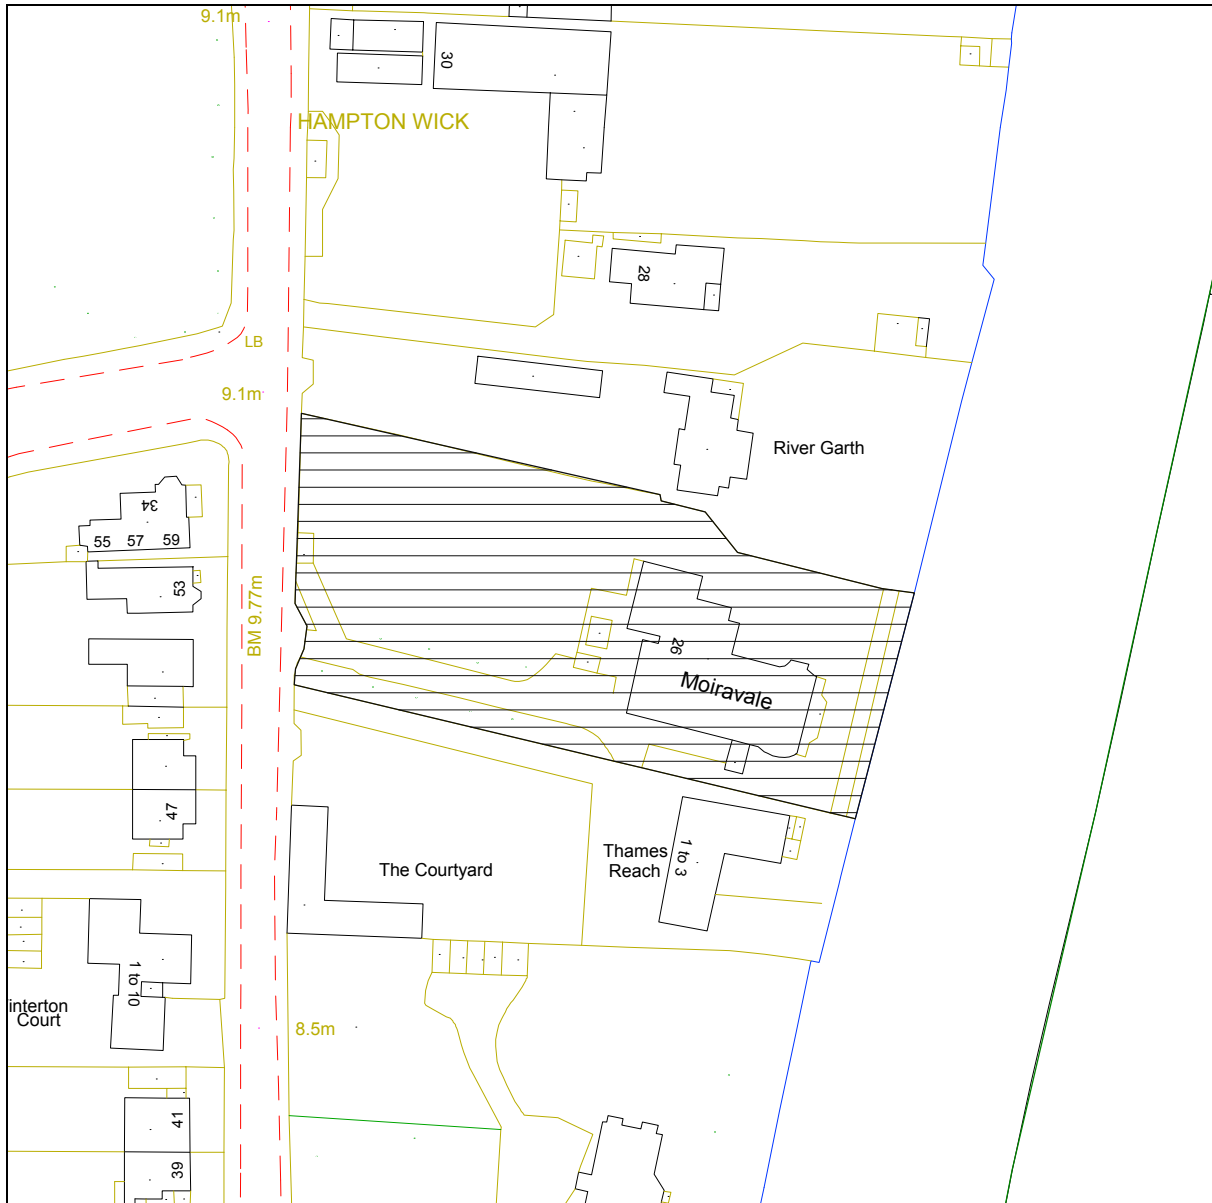 9.1m
30
HAMPTON WICK
28
LB
9.1m
River Garth
34
55 57 59
53
BM 9.77m
26
Moiravale
47
The Courtyard
Thames
Reach
1 to 3
1 to 10
interton
Court
8.5m
41
39